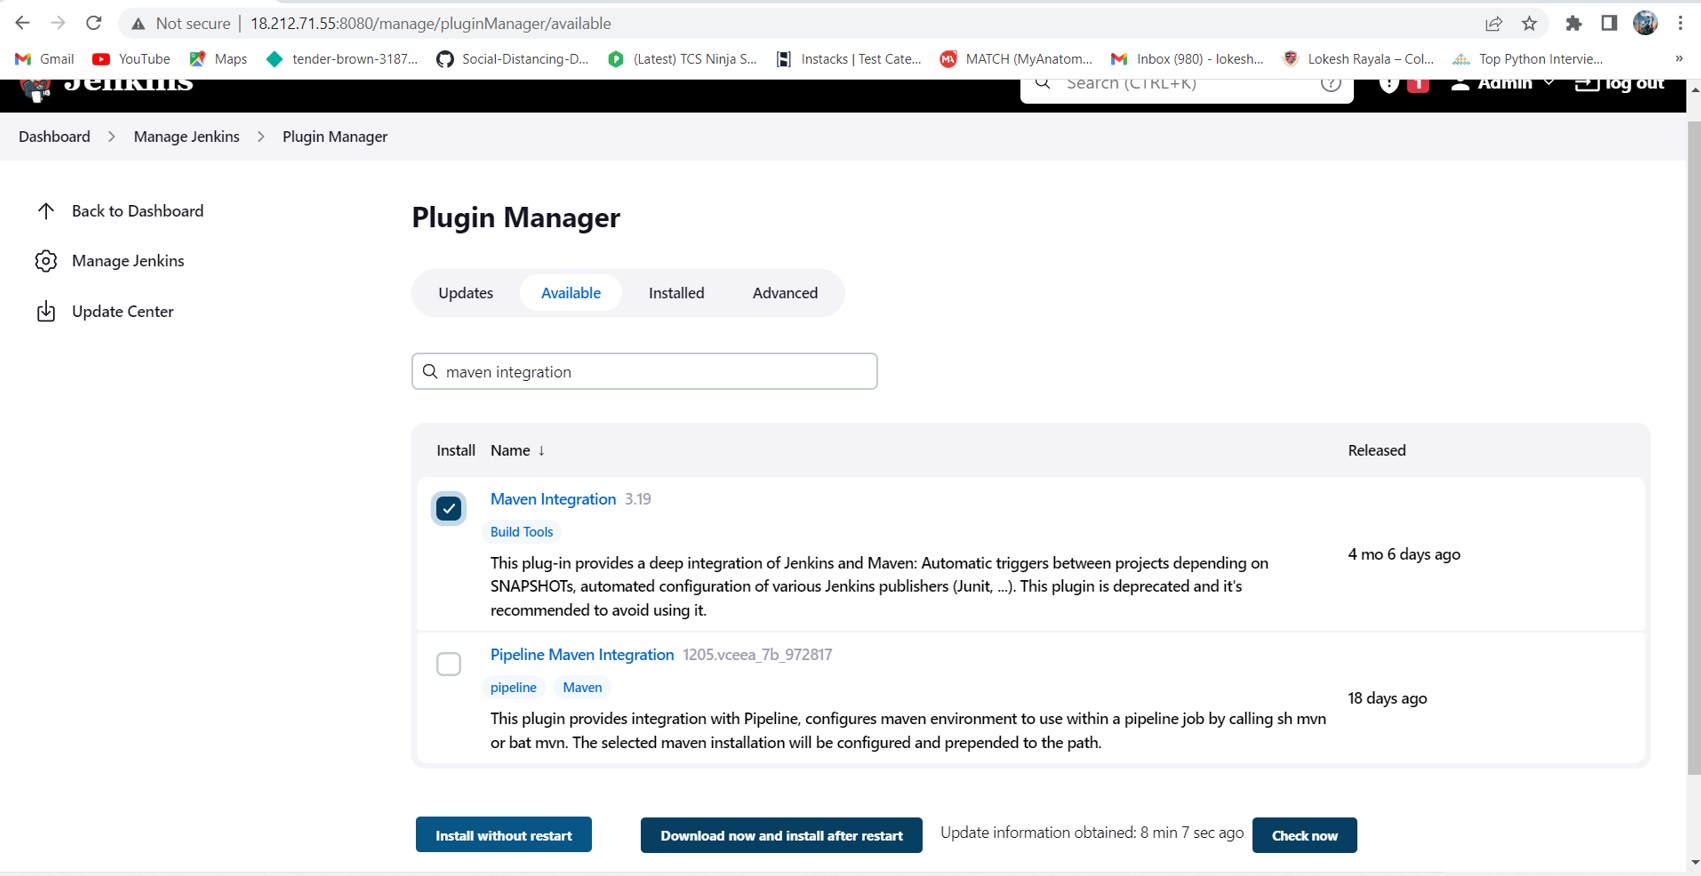 Not secure | 18.212.71.55:8080/manage/pluginManager/available
Gmail YouTube Maps tender-brown-3187... Social-Distancing-D... (Latest) TCS Ninja S... Instacks | Test Cate... MATCH (MyAnatom... Inbox (980) - lokesh... Lokesh Rayala – Col... Top Python Intervie... »
Jenkins Search (CTRL+K) ? 1 Admin log out
Dashboard > Manage Jenkins > Plugin Manager
Back to Dashboard
Manage Jenkins
Update Center
Plugin Manager
Updates Available Installed Advanced
maven integration
Install Name ↓ Released
Maven Integration 3.19
Build Tools
This plug-in provides a deep integration of Jenkins and Maven: Automatic triggers between projects depending on
SNAPSHOTs, automated configuration of various Jenkins publishers (Junit, ...). This plugin is deprecated and it's
recommended to avoid using it.
4 mo 6 days ago
Pipeline Maven Integration 1205.vceea_7b_972817
pipeline Maven
This plugin provides integration with Pipeline, configures maven environment to use within a pipeline job by calling sh mvn
or bat mvn. The selected maven installation will be configured and prepended to the path.
18 days ago
Install without restart Download now and install after restart Update information obtained: 8 min 7 sec ago Check now